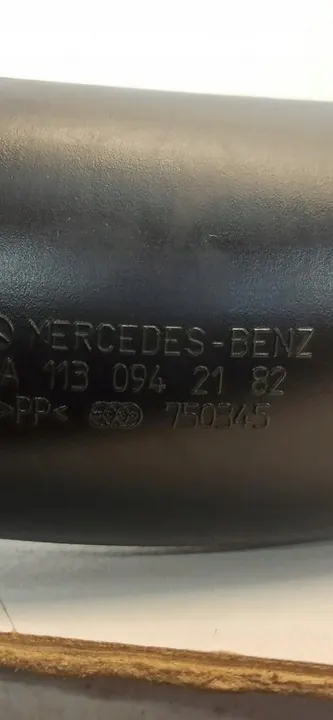 MERCEDES-BENZ
A 113 094 21 82
>PP< 750345